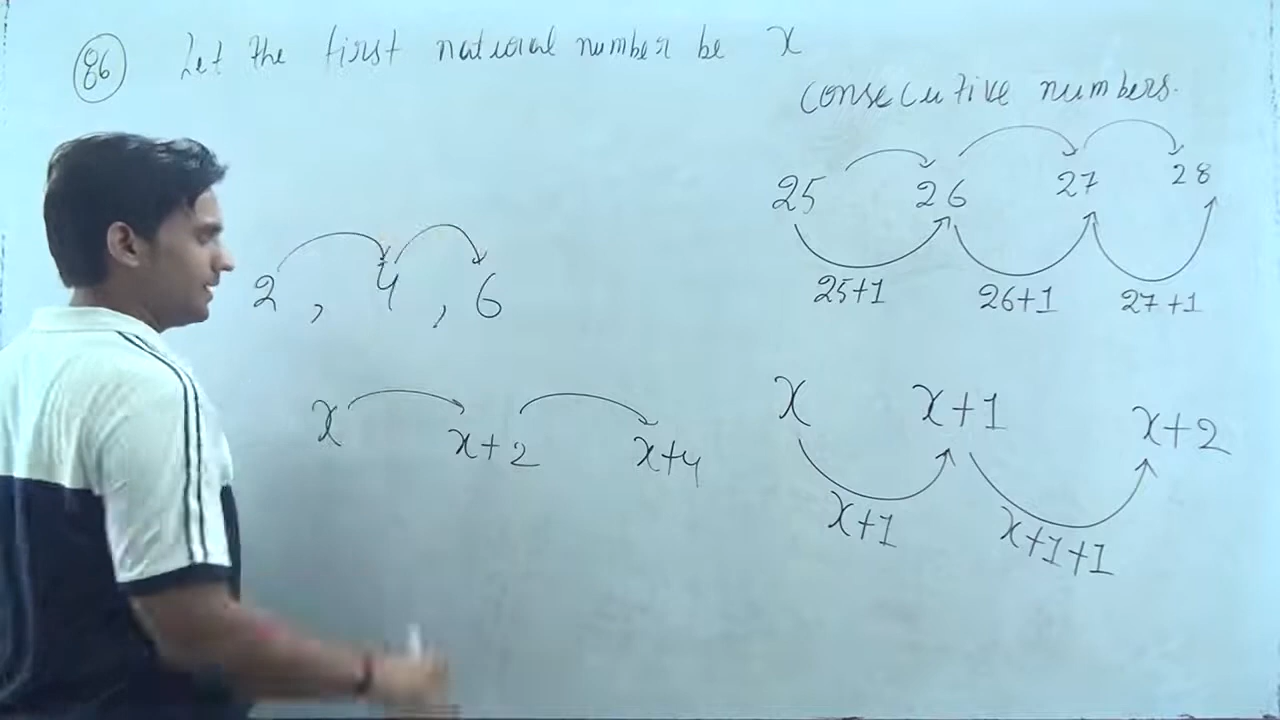 86 Let the first natural number be x
consecutive numbers.
25 26 27 28
25+1 26+1 27+1
2 , 4 , 6
x x+2 x+4
x x+1 x+2
x+1 x+1+1